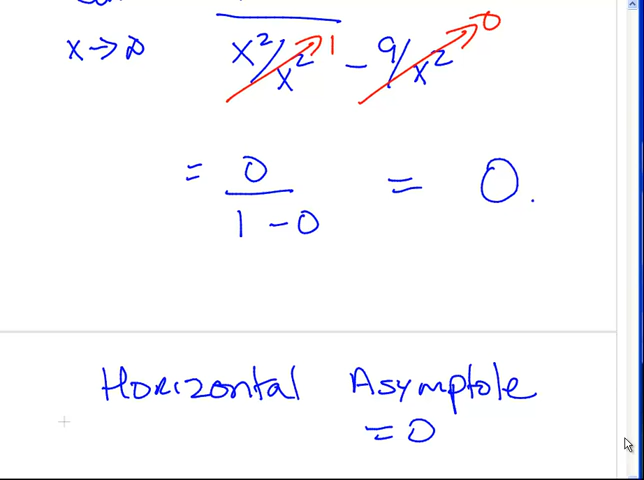 x→∞ x²/x² 1 - 9/x² 0
= 0/(1-0) = 0.
Horizontal Asymptote
= 0